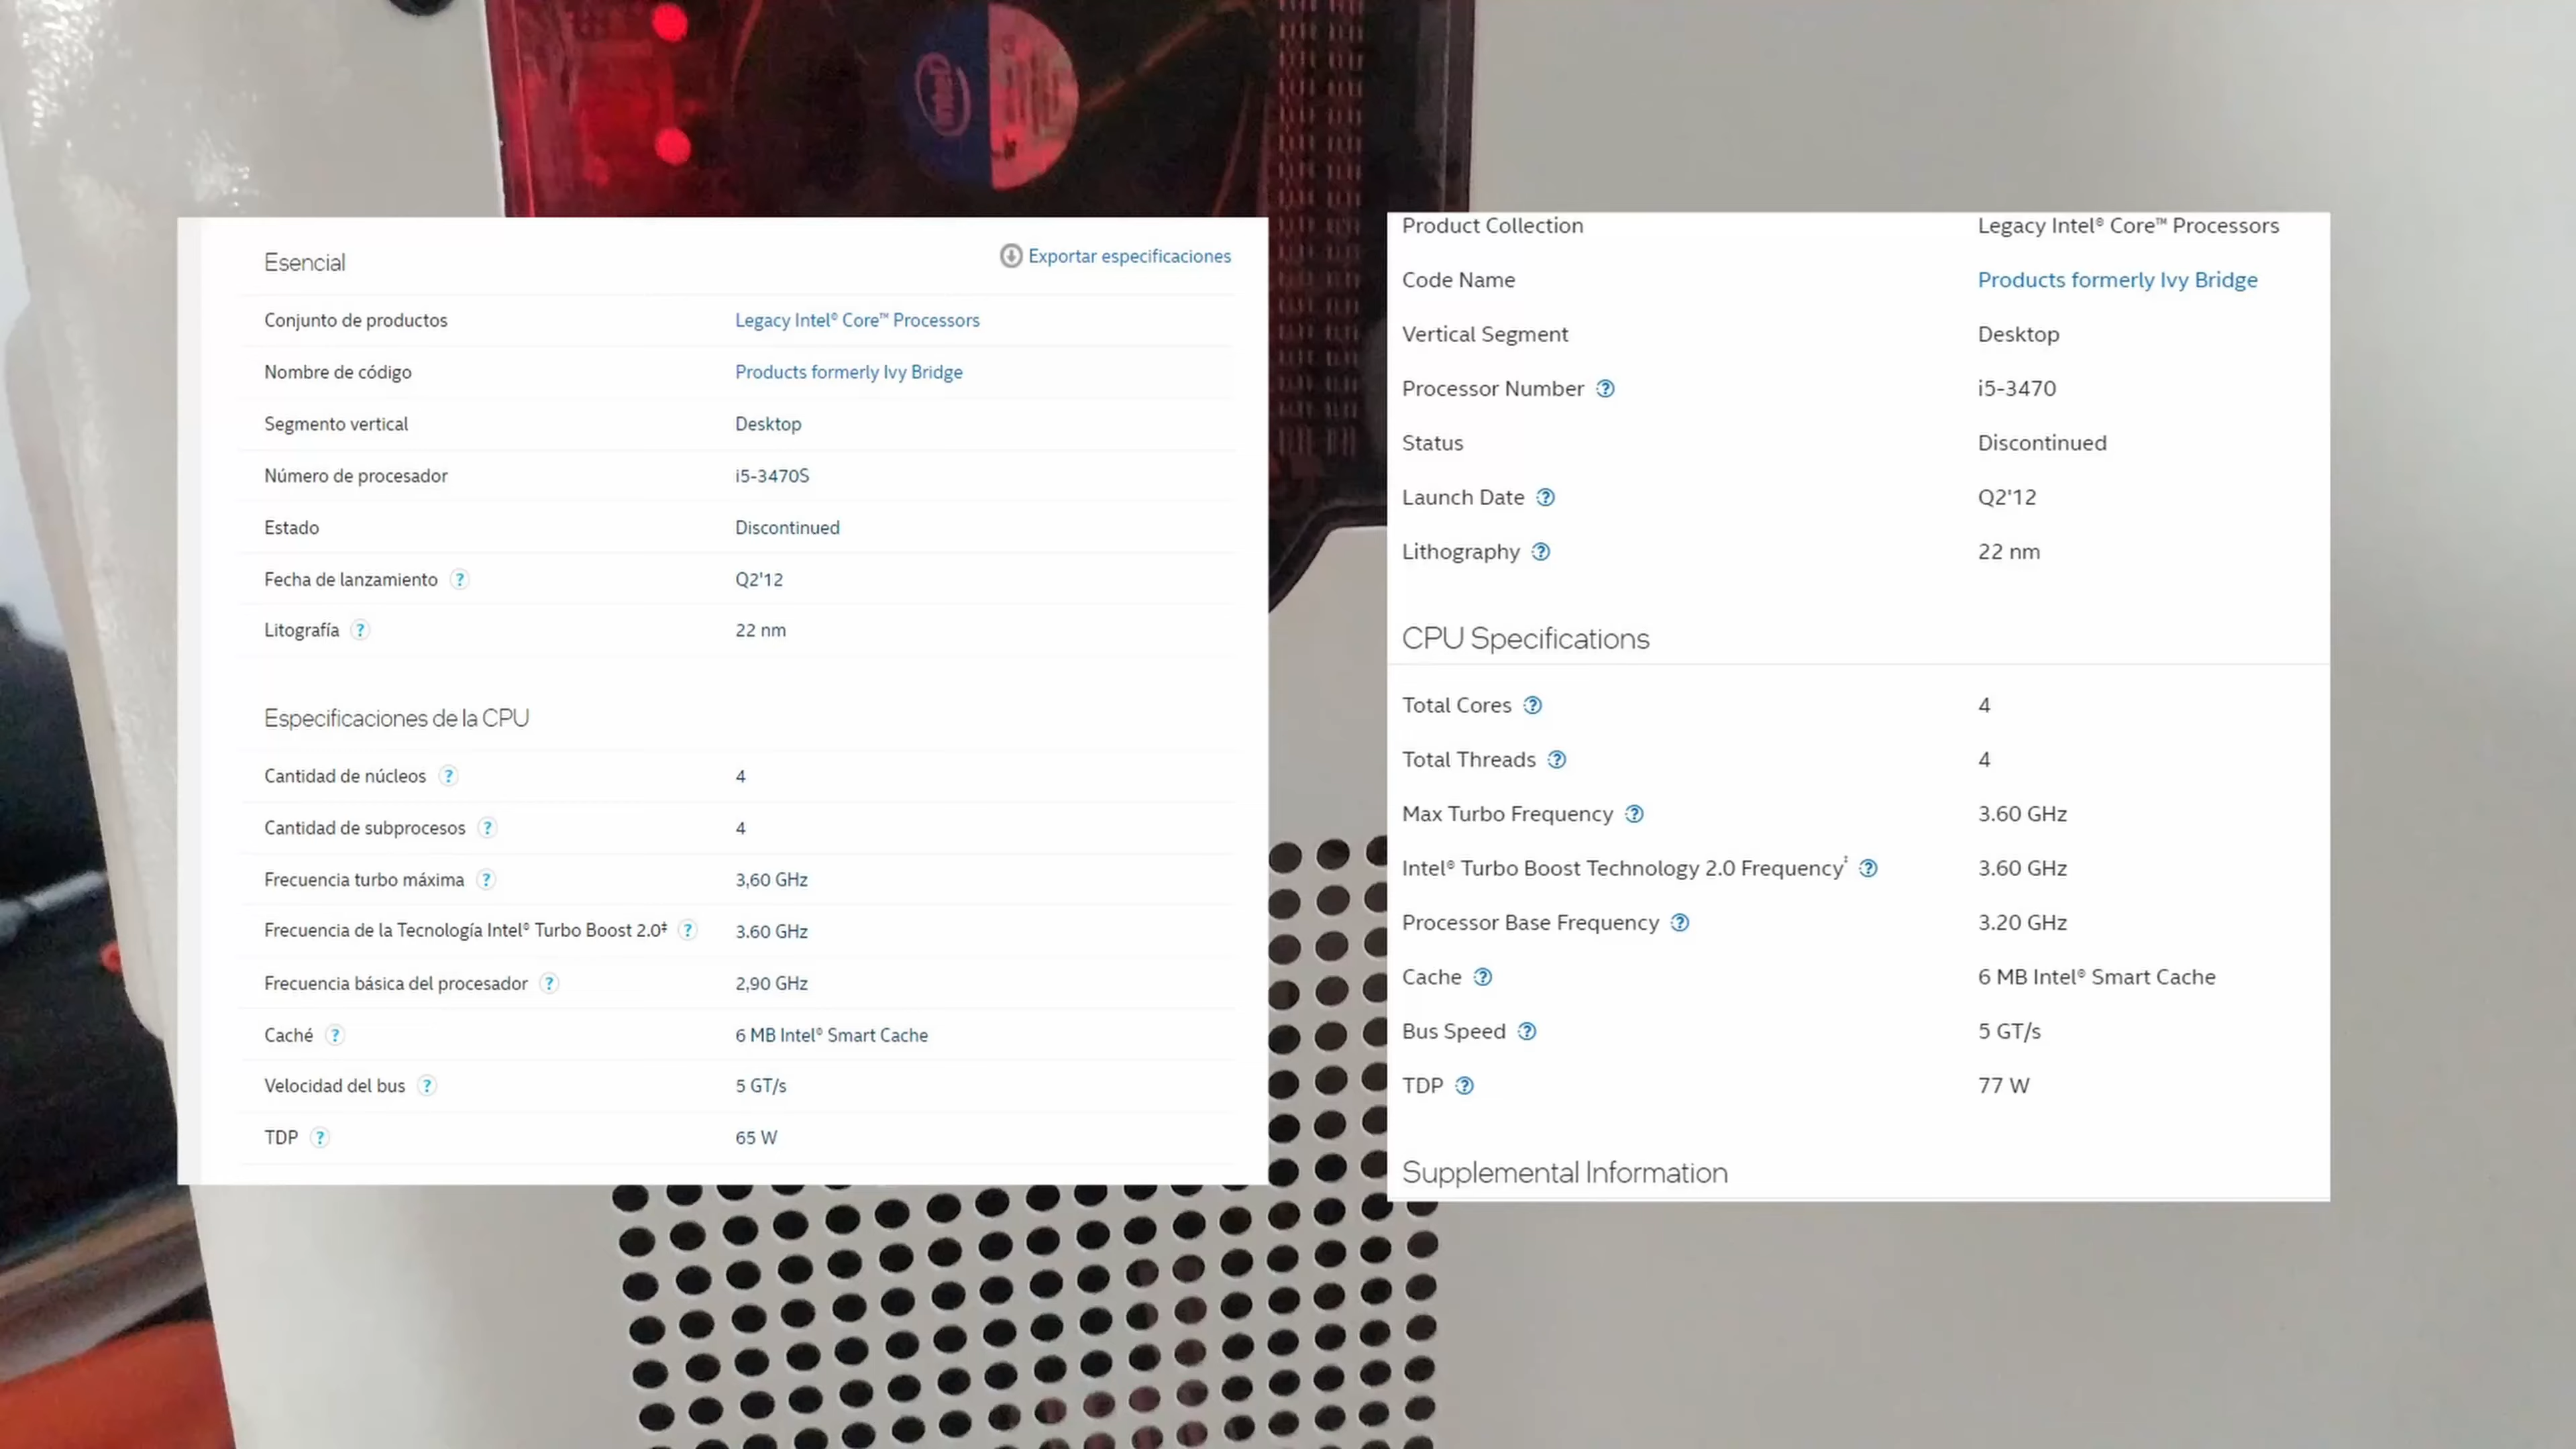 intel
Esencial
Exportar especificaciones
Conjunto de productos Legacy Intel® Core™ Processors
Nombre de código Products formerly Ivy Bridge
Segmento vertical Desktop
Número de procesador i5-3470S
Estado Discontinued
Fecha de lanzamiento ? Q2'12
Litografía ? 22 nm
Especificaciones de la CPU
Cantidad de núcleos ? 4
Cantidad de subprocesos ? 4
Frecuencia turbo máxima ? 3,60 GHz
Frecuencia de la Tecnología Intel® Turbo Boost 2.0‡ ? 3.60 GHz
Frecuencia básica del procesador ? 2,90 GHz
Caché ? 6 MB Intel® Smart Cache
Velocidad del bus ? 5 GT/s
TDP ? 65 W
Product Collection Legacy Intel® Core™ Processors
Code Name Products formerly Ivy Bridge
Vertical Segment Desktop
Processor Number ? i5-3470
Status Discontinued
Launch Date ? Q2'12
Lithography ? 22 nm
CPU Specifications
Total Cores ? 4
Total Threads ? 4
Max Turbo Frequency ? 3.60 GHz
Intel® Turbo Boost Technology 2.0 Frequency‡ ? 3.60 GHz
Processor Base Frequency ? 3.20 GHz
Cache ? 6 MB Intel® Smart Cache
Bus Speed ? 5 GT/s
TDP ? 77 W
Supplemental Information